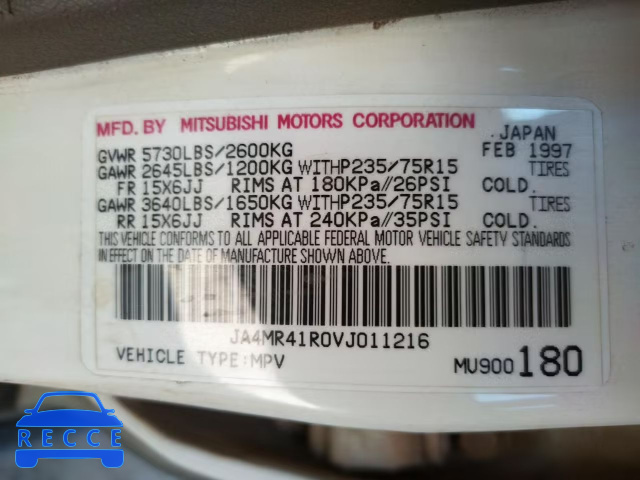 MFD. BY MITSUBISHI MOTORS CORPORATION
JAPAN
GVWR 5730LBS/2600KG FEB 1997
GAWR 2645LBS/1200KG WITHP235/75R15 TIRES
FR 15X6JJ RIMS AT 180KPa//26PSI COLD.
GAWR 3640LBS/1650KG WITHP235/75R15 TIRES
RR 15X6JJ RIMS AT 240KPa//35PSI COLD.
THIS VEHICLE CONFORMS TO ALL APPLICABLE FEDERAL MOTOR VEHICLE SAFETY STANDARDS
IN EFFECT ON THE DATE OF MANUFACTURE SHOWN ABOVE.
JA4MR41R0VJ011216
VEHICLE TYPE:MPV MU900180
RECCE